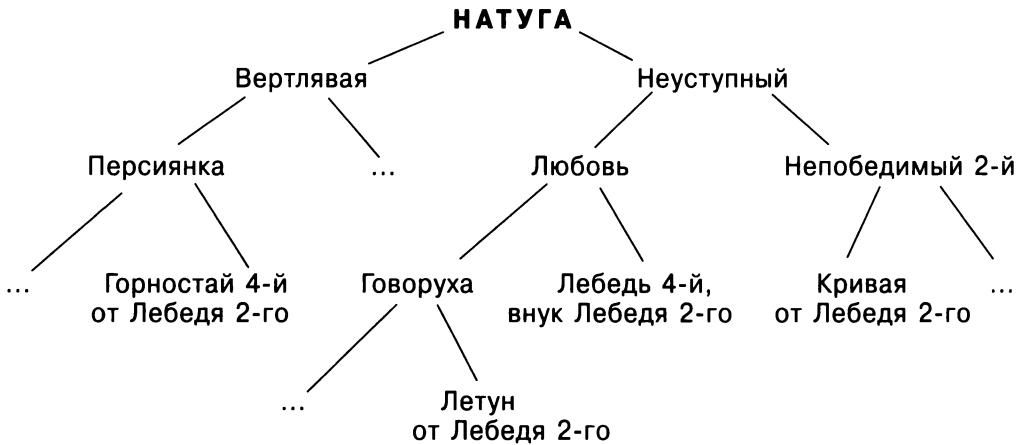 НАТУГА
Вертлявая
Неуступный
Персиянка
...
Любовь
Непобедимый 2-й
...
Горностай 4-й
от Лебедя 2-го
Говоруха
Лебедь 4-й,
внук Лебедя 2-го
Кривая
от Лебедя 2-го
...
...
Летун
от Лебедя 2-го